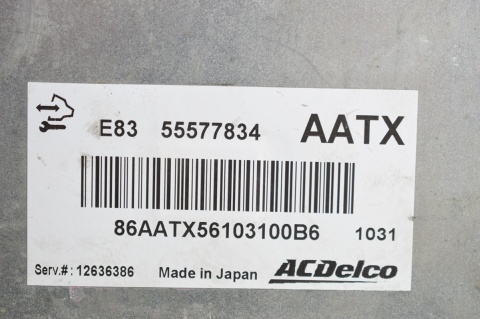 E83 55577834 AATX
86AATX56103100B6 1031
Serv.#: 12636386 Made in Japan ACDelco